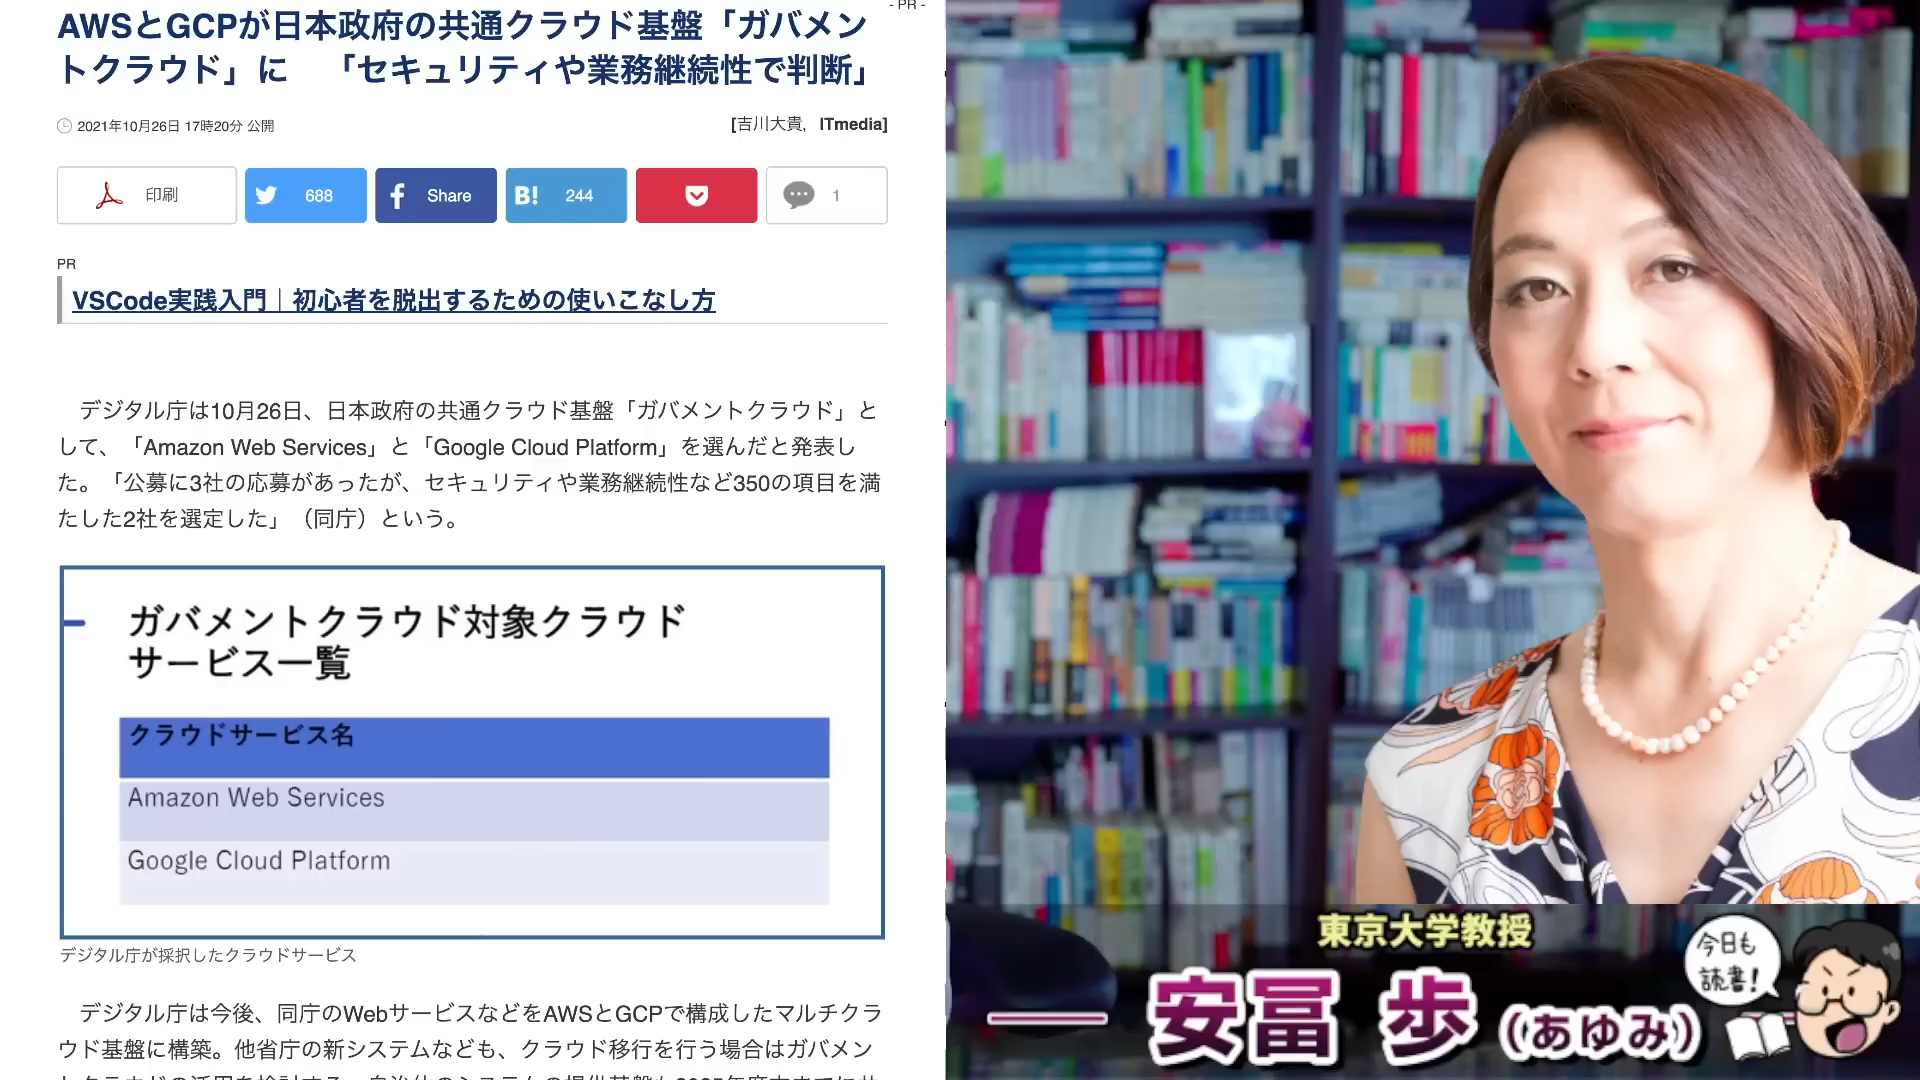 - PR -
AWSとGCPが日本政府の共通クラウド基盤「ガバメン
トクラウド」に　「セキュリティや業務継続性で判断」
2021年10月26日 17時20分 公開
[吉川大貴, ITmedia]
印刷
688
Share
B! 244
1
PR
VSCode実践入門｜初心者を脱出するための使いこなし方
デジタル庁は10月26日、日本政府の共通クラウド基盤「ガバメントクラウド」と
して、「Amazon Web Services」と「Google Cloud Platform」を選んだと発表し
た。「公募に3社の応募があったが、セキュリティや業務継続性など350の項目を満
たした2社を選定した」（同庁）という。
ガバメントクラウド対象クラウド
サービス一覧
クラウドサービス名
Amazon Web Services
Google Cloud Platform
デジタル庁が採択したクラウドサービス
デジタル庁は今後、同庁のWebサービスなどをAWSとGCPで構成したマルチクラ
ウド基盤に構築。他省庁の新システムなども、クラウド移行を行う場合はガバメン
東京大学教授
安冨 歩 (あゆみ)
今日も
読書!